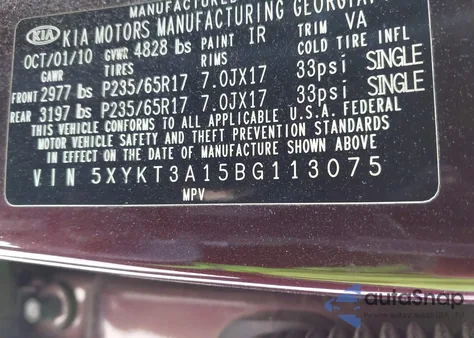 MANUFACTURED
KIA KIA MOTORS MANUFACTURING GEORGIA
OCT/01/10 GVWR 4828 lbs PAINT IR TRIM VA
GA/WR TIRES RIMS COLD TIRE INFL
FRONT 2977 lbs P235/65R17 7.0JX17 33psi SINGLE
REAR 3197 lbs P235/65R17 7.0JX17 33psi SINGLE
THIS VEHICLE CONFORMS TO ALL APPLICABLE U.S.A. FEDERAL
MOTOR VEHICLE SAFETY AND THEFT PREVENTION STANDARDS
IN EFFECT ON THE DATE OF MANUFACTURE SHOWN ABOVE
VIN 5XYKT3A15BG113075
MPV
autoSnap